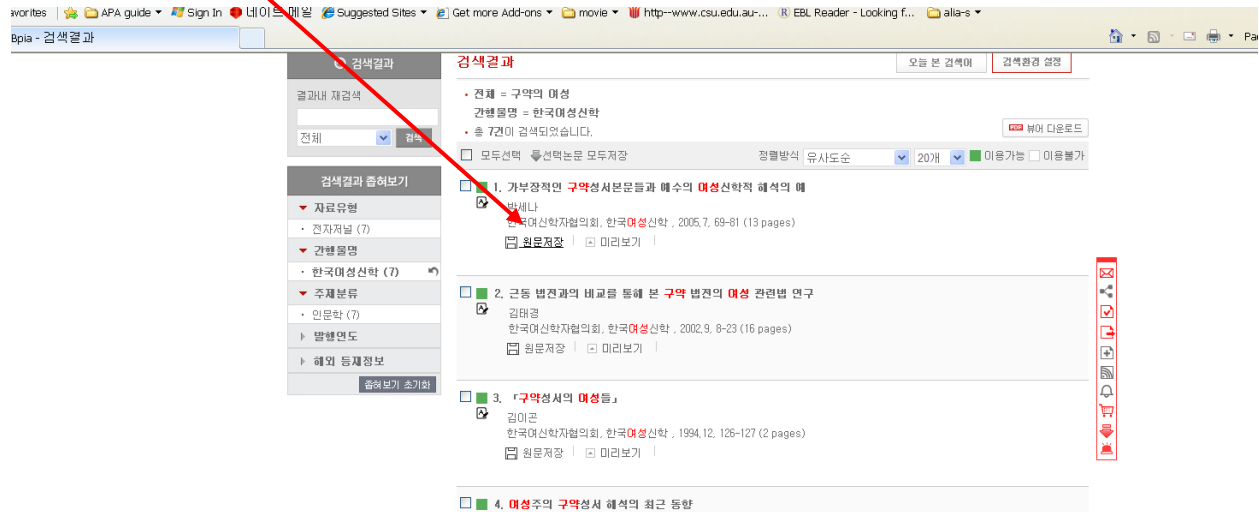 avorites APA guide Sign In 네이트 메일 Suggested Sites Get more Add-ons movie http--www.csu.edu.au-... EBL Reader - Looking f... alia-s
Bpia - 검색결과
검색결과
결과내 재검색
전체 검색
검색결과 좁혀보기
자료유형
전자저널 (7)
간행물명
한국여성신학 (7)
주제분류
인문학 (7)
발행연도
해외 등재정보
좁혀보기 초기화
검색결과 오늘 본 검색어 검색환경 설정
전체 = 구약의 여성
간행물명 = 한국여성신학
총 7건이 검색되었습니다.
PDF 뷰어 다운로드
모두선택 선택논문 모두저장 정렬방식 유사도순 20개 이용가능 이용불가
1. 가부장적인 구약성서본문들과 예수의 여성신학적 해석의 예
박세나
한국여신학자협의회, 한국여성신학 , 2005.7, 69-81 (13 pages)
원문저장 미리보기
2. 근동 법전과의 비교를 통해 본 구약 법전의 여성 관련법 연구
김태경
한국여신학자협의회, 한국여성신학 , 2002.9, 8-23 (16 pages)
원문저장 미리보기
3. 「구약성서의 여성들」
김이곤
한국여신학자협의회, 한국여성신학 , 1994.12, 126-127 (2 pages)
원문저장 미리보기
4. 여성주의 구약성서 해석의 최근 동향